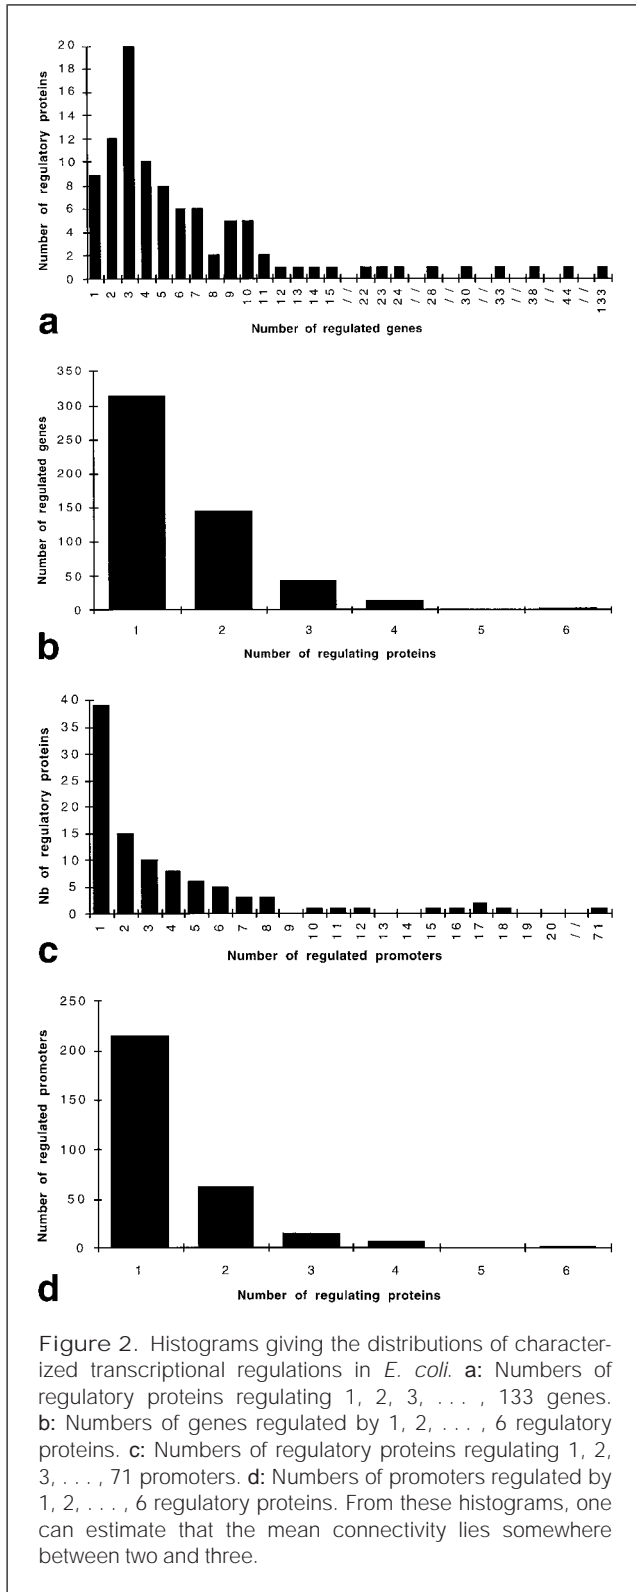 20
18
16
14
12
10
8
6
4
2
0
Number of regulatory proteins
1 2 3 4 5 6 7 8 9 10 11 12 13 14 15 // 22 23 24 // 28 // 30 // 33 // 38 // 44 // 133
Number of regulated genes
a
350
300
250
200
150
100
50
0
Number of regulated genes
1 2 3 4 5 6
Number of regulating proteins
b
40
35
30
25
20
15
10
5
0
Nb of regulatory proteins
1 2 3 4 5 6 7 8 9 10 11 12 13 14 15 16 17 18 19 20 // 71
Number of regulated promoters
c
250
200
150
100
50
0
Number of regulated promoters
1 2 3 4 5 6
Number of regulating proteins
d
Figure 2. Histograms giving the distributions of character-
ized transcriptional regulations in E. coli. a: Numbers of
regulatory proteins regulating 1, 2, 3, . . . , 133 genes.
b: Numbers of genes regulated by 1, 2, . . . , 6 regulatory
proteins. c: Numbers of regulatory proteins regulating 1, 2,
3, . . . , 71 promoters. d: Numbers of promoters regulated by
1, 2, . . . , 6 regulatory proteins. From these histograms, one
can estimate that the mean connectivity lies somewhere
between two and three.